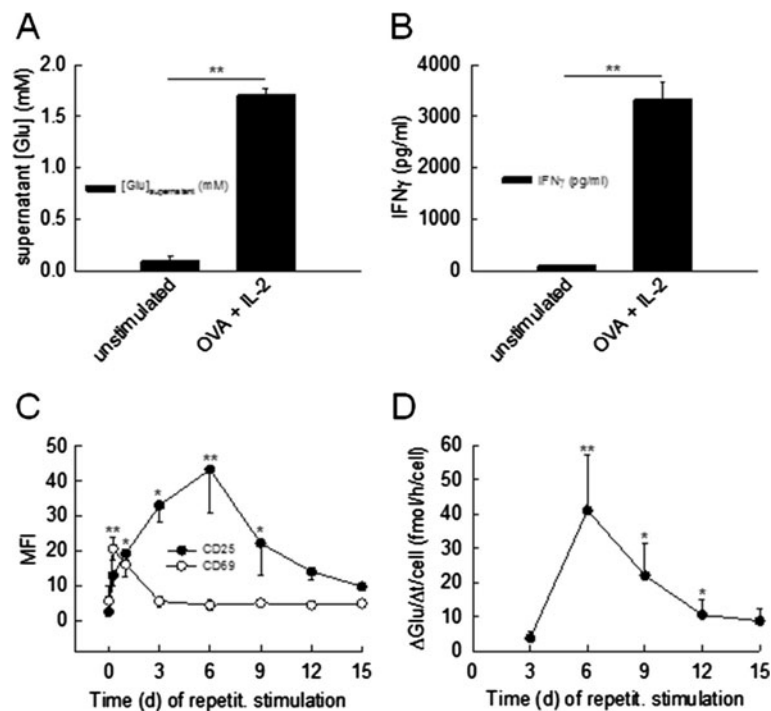 A
supernatant [Glu] (mM)
2.0
1.5
1.0
0.5
0.0
**
[Glu]supernatant (mM)
unstimulated
OVA + IL-2
B
IFNγ (pg/ml)
4000
3000
2000
1000
0
**
IFNγ (pg/ml)
unstimulated
OVA + IL-2
C
MFI
50
40
30
20
10
0
**
*
*
**
*
CD25
CD69
0 3 6 9 12 15
Time (d) of repetit. stimulation
D
ΔGlu/Δt/cell (fmol/h/cell)
60
50
40
30
20
10
0
**
*
*
0 3 6 9 12 15
Time (d) of repetit. stimulation